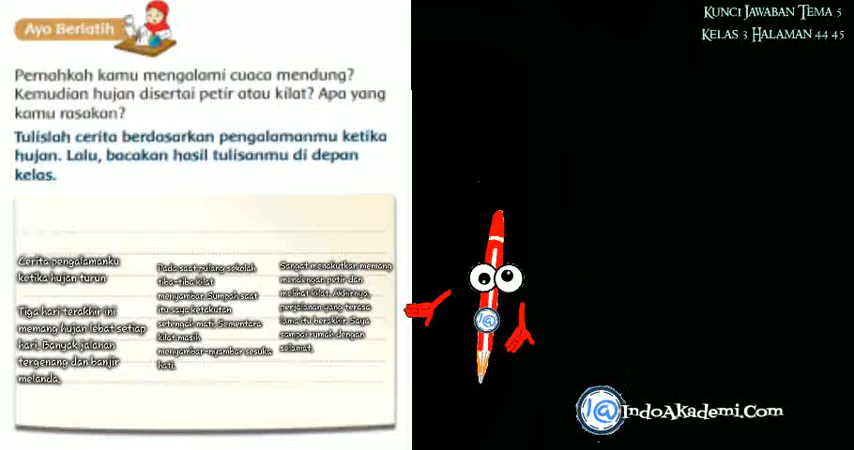 Ayo Berlatih
Pernahkah kamu mengalami cuaca mendung?
Kemudian hujan disertai petir atau kilat? Apa yang
kamu rasakan?
Tulislah cerita berdasarkan pengalamanmu ketika
hujan. Lalu, bacakan hasil tulisanmu di depan
kelas.
Cerita pengalamanku
ketika hujan turun
Tiga hari terakhir ini
memang hujan lebat setiap
hari. Banyak jalanan
tergenang dan banjir
melanda.
Pada saat pulang sekolah
tiba-tiba kilat
menyambar. Sumpah saat
itu saya ketakutan
setengah mati. Sementara
kilat masih
menyambar-nyambar sesuka
hati.
Sangat menakutkan memang
mendengan petir dan
melihat kilat. Akhirnya,
perjalanan yang terasa
lama itu berakhir. Saya
sampai rumah dengan
selamat.
Kunci Jawaban Tema 5
Kelas 3 Halaman 44 45
1@
1@ IndoAkademi.Com